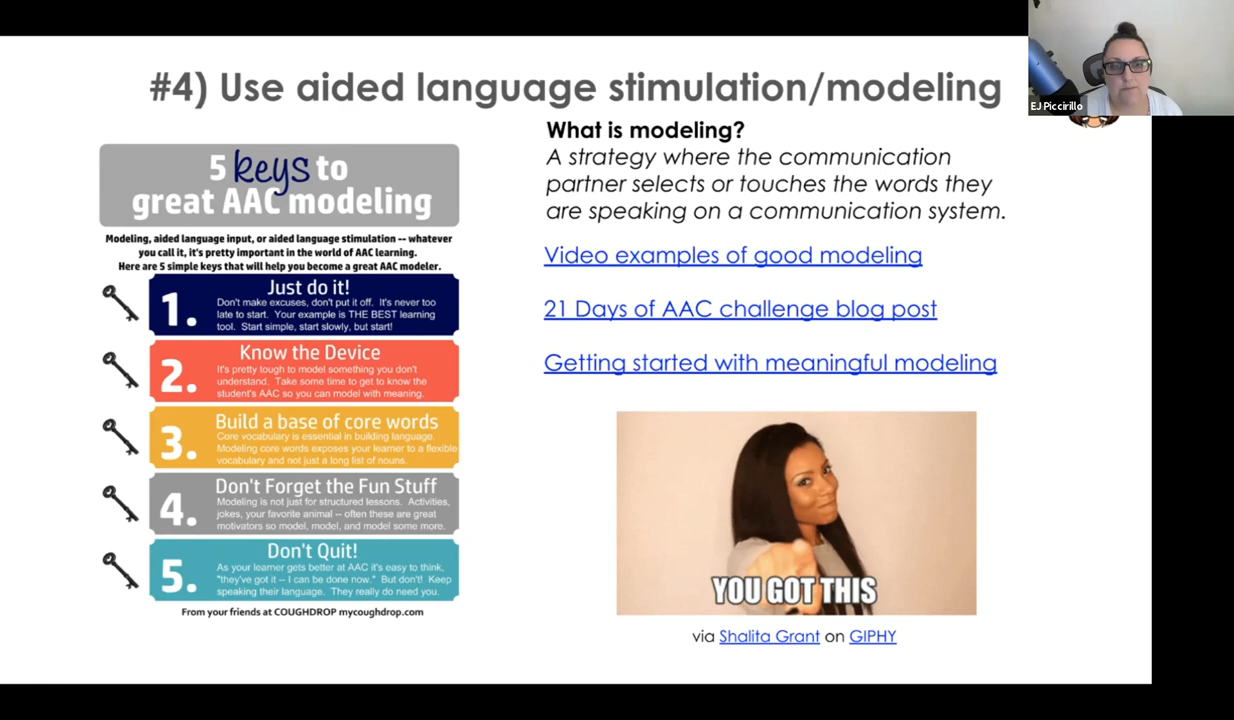 #4) Use aided language stimulation/modeling
EJ Piccirillo
5 keys to
great AAC modeling
Modeling, aided language input, or aided language stimulation -- whatever
you call it, it's pretty important in the world of AAC learning.
Here are 5 simple keys that will help you become a great AAC modeler.
1.
Just do it!
Don't make excuses, don't put it off. It's never too
late to start. Your example is THE BEST learning
tool. Start simple, start slowly, but start!
2.
Know the Device
It's pretty tough to model something you don't
understand. Take some time to get to know the
student's AAC so you can model with meaning.
3.
Build a base of core words
Core vocabulary is essential in building language.
Modeling core words exposes your learner to a flexible
vocabulary and not just a long list of nouns.
4.
Don't Forget the Fun Stuff
Modeling is not just for structured lessons. Activities,
jokes, your favorite animal -- often these are great
motivators so model, model, and model some more.
5.
Don't Quit!
As your learner gets better at AAC it's easy to think,
"they've got it -- I can be done now." But don't! Keep
speaking their language. They really do need you.
From your friends at COUGHDROP mycoughdrop.com
What is modeling?
A strategy where the communication
partner selects or touches the words they
are speaking on a communication system.
Video examples of good modeling
21 Days of AAC challenge blog post
Getting started with meaningful modeling
YOU GOT THIS
via Shalita Grant on GIPHY